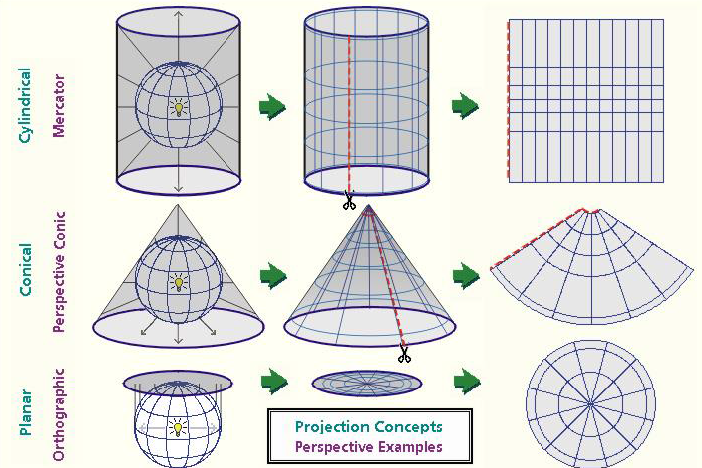 Cylindrical
Mercator
Conical
Perspective Conic
Planar
Orthographic
Projection Concepts
Perspective Examples